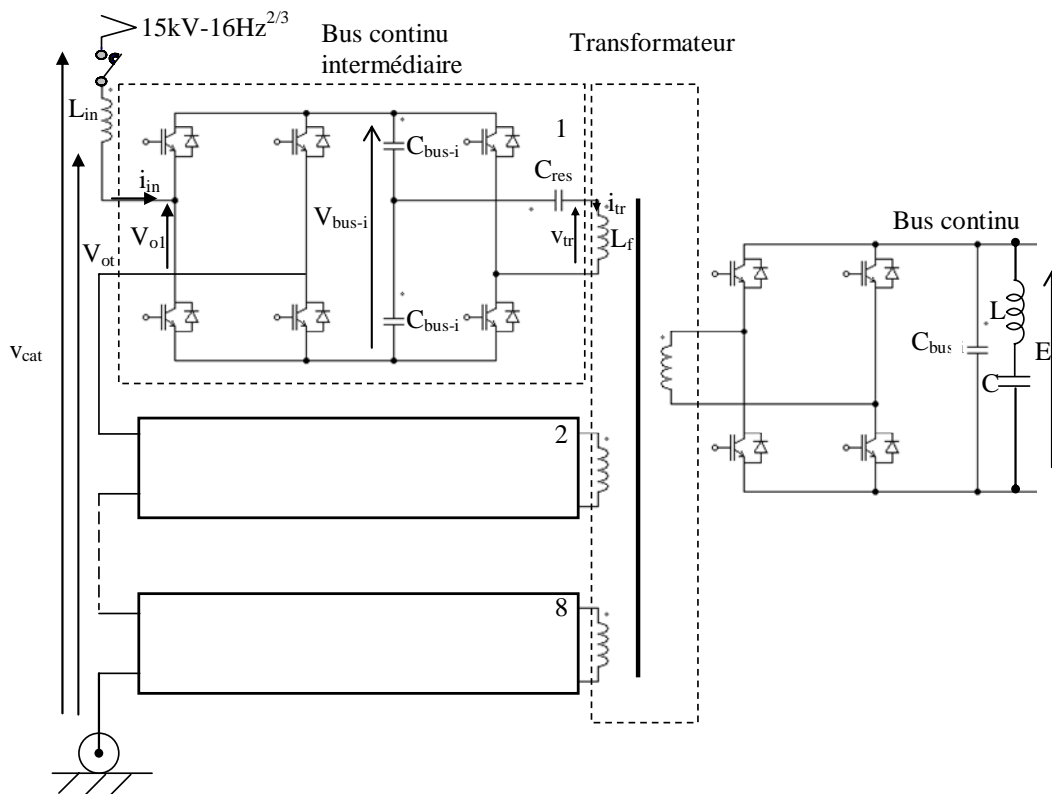 15kV-16Hz2/3
Bus continu
intermédiaire
Transformateur
Lin
1
Cbus-i
Cres
iin
Vbus-i
itr
Vo1
vtr
Lf
Vot
Cbus-i
vcat
Bus continu
L
Cbus-i
E
C
2
8